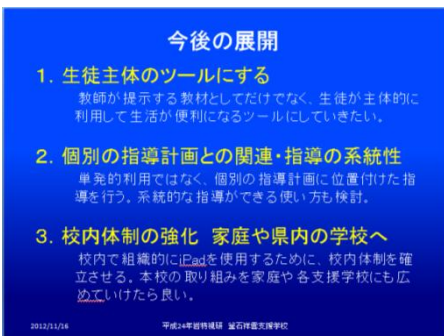 今後の展開
1. 生徒主体のツールにする
教師が提示する教材としてだけでなく、生徒が主体的に
利用して生活が便利になるツールにしていきたい。
2. 個別の指導計画との関連・指導の系統性
単発的利用ではなく、個別の指導計画に位置付けた指
導を行う。系統的な指導ができる使い方も検討。
3. 校内体制の強化 家庭や県内の学校へ
校内で組織的にiPadを使用するために、校内体制を確
立させる。本校の取り組みを家庭や各支援学校にも広
めていけたら良い。
2012/11/16 平成24年岩特視研 釜石祥雲支援学校